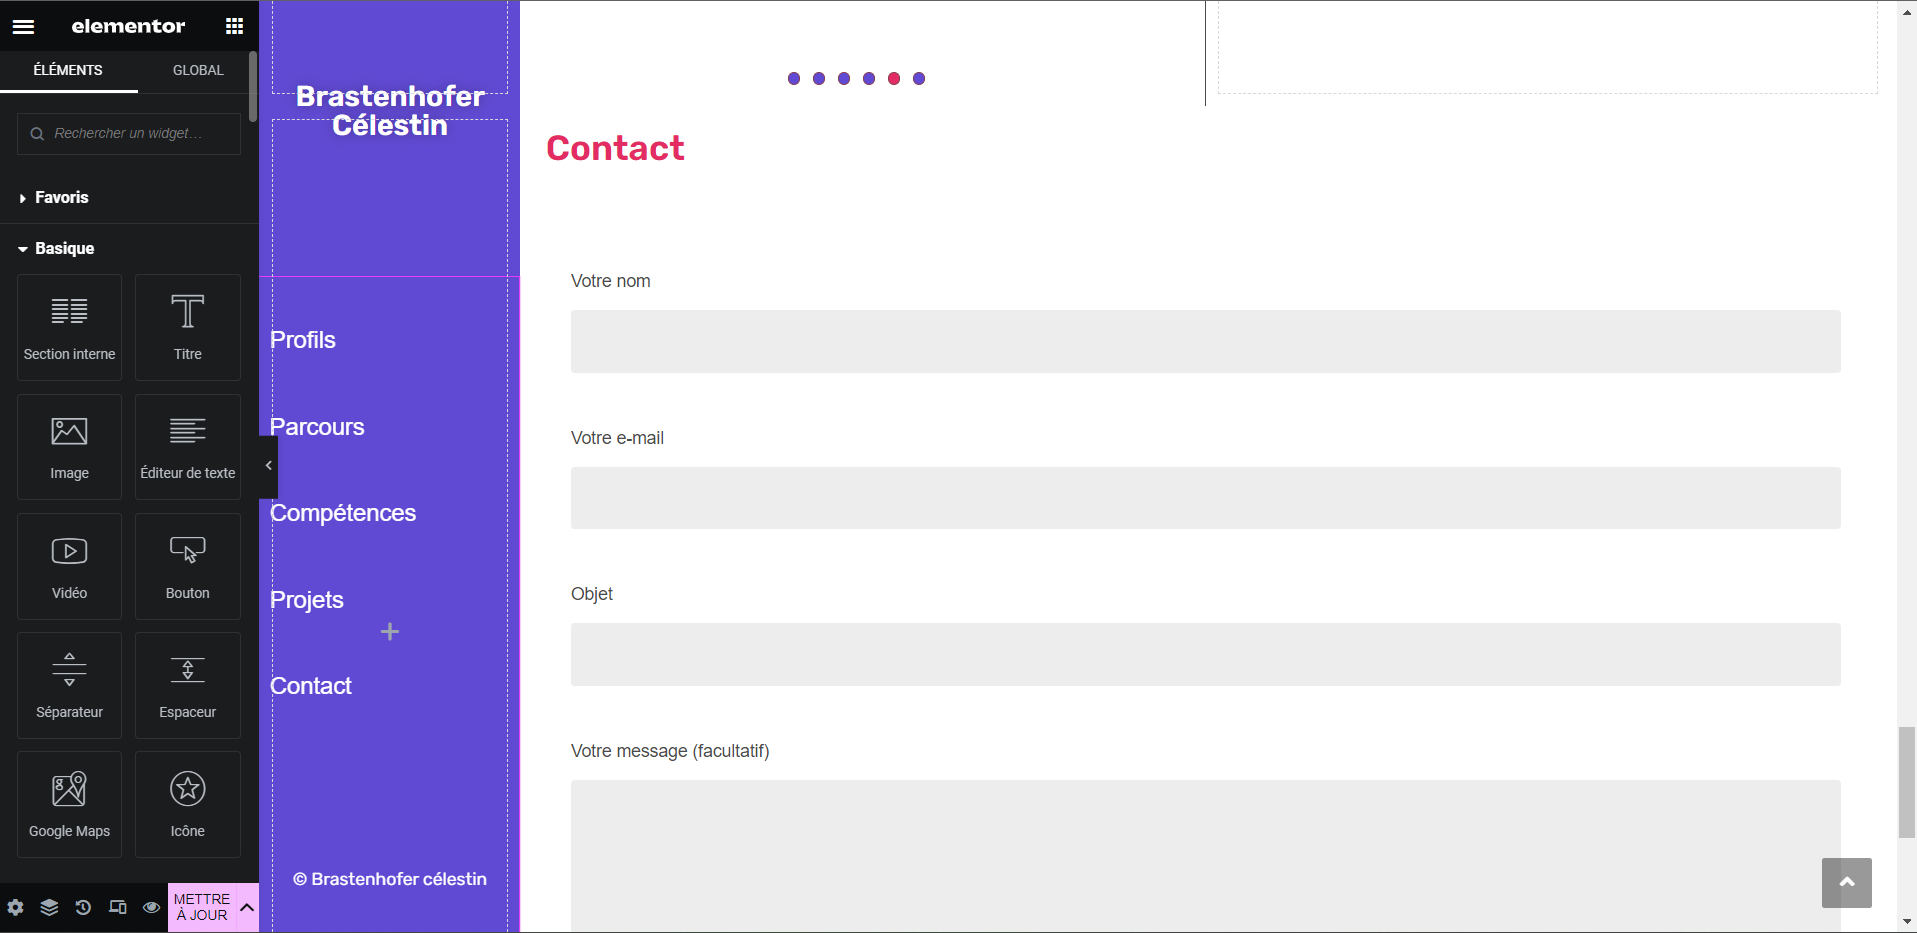 elementor
ÉLÉMENTS
GLOBAL
Rechercher un widget...
Favoris
Basique
Section interne
Titre
Image
Éditeur de texte
Vidéo
Bouton
Séparateur
Espaceur
Google Maps
Icône
METTRE
À JOUR
Brastenhofer
Célestin
Profils
Parcours
Compétences
Projets
Contact
© Brastenhofer célestin
Contact
Votre nom
Votre e-mail
Objet
Votre message (facultatif)